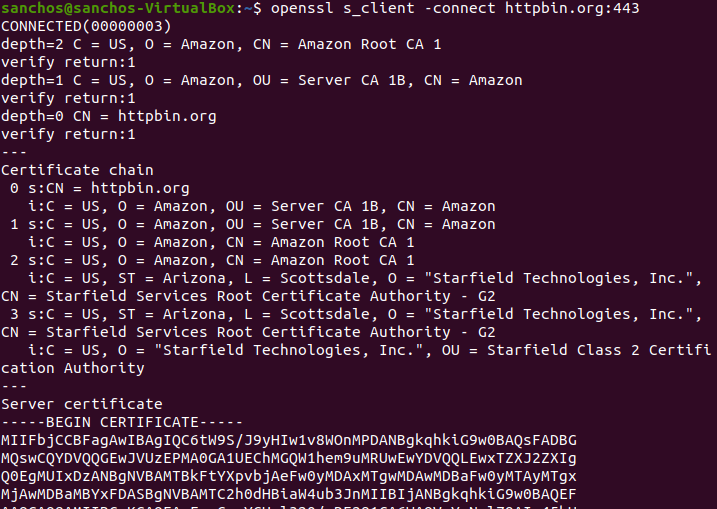 sanchos@sanchos-VirtualBox:~$ openssl s_client -connect httpbin.org:443
CONNECTED(00000003)
depth=2 C = US, O = Amazon, CN = Amazon Root CA 1
verify return:1
depth=1 C = US, O = Amazon, OU = Server CA 1B, CN = Amazon
verify return:1
depth=0 CN = httpbin.org
verify return:1
---
Certificate chain
 0 s:CN = httpbin.org
   i:C = US, O = Amazon, OU = Server CA 1B, CN = Amazon
 1 s:C = US, O = Amazon, OU = Server CA 1B, CN = Amazon
   i:C = US, O = Amazon, CN = Amazon Root CA 1
 2 s:C = US, O = Amazon, CN = Amazon Root CA 1
   i:C = US, ST = Arizona, L = Scottsdale, O = "Starfield Technologies, Inc.",
CN = Starfield Services Root Certificate Authority - G2
 3 s:C = US, ST = Arizona, L = Scottsdale, O = "Starfield Technologies, Inc.",
CN = Starfield Services Root Certificate Authority - G2
   i:C = US, O = "Starfield Technologies, Inc.", OU = Starfield Class 2 Certifi
cation Authority
---
Server certificate
-----BEGIN CERTIFICATE-----
MIIFbjCCBFagAwIBAgIQC6tW9S/J9yHIw1v8WOnMPDANBgkqhkiG9w0BAQsFADBG
MQswCQYDVQQGEwJVUzEPMA0GA1UEChMGQW1hem9uMRUwEwYDVQQLEwxTZXJ2ZXIg
Q0EgMUIxDzANBgNVBAMTBkFtYXpvbjAeFw0yMDAxMTgwMDAwMDBaFw0yMTAyMTgx
MjAwMDBaMBYxFDASBgNVBAMTC2h0dHBiaW4ub3JnMIIBIjANBgkqhkiG9w0BAQEF